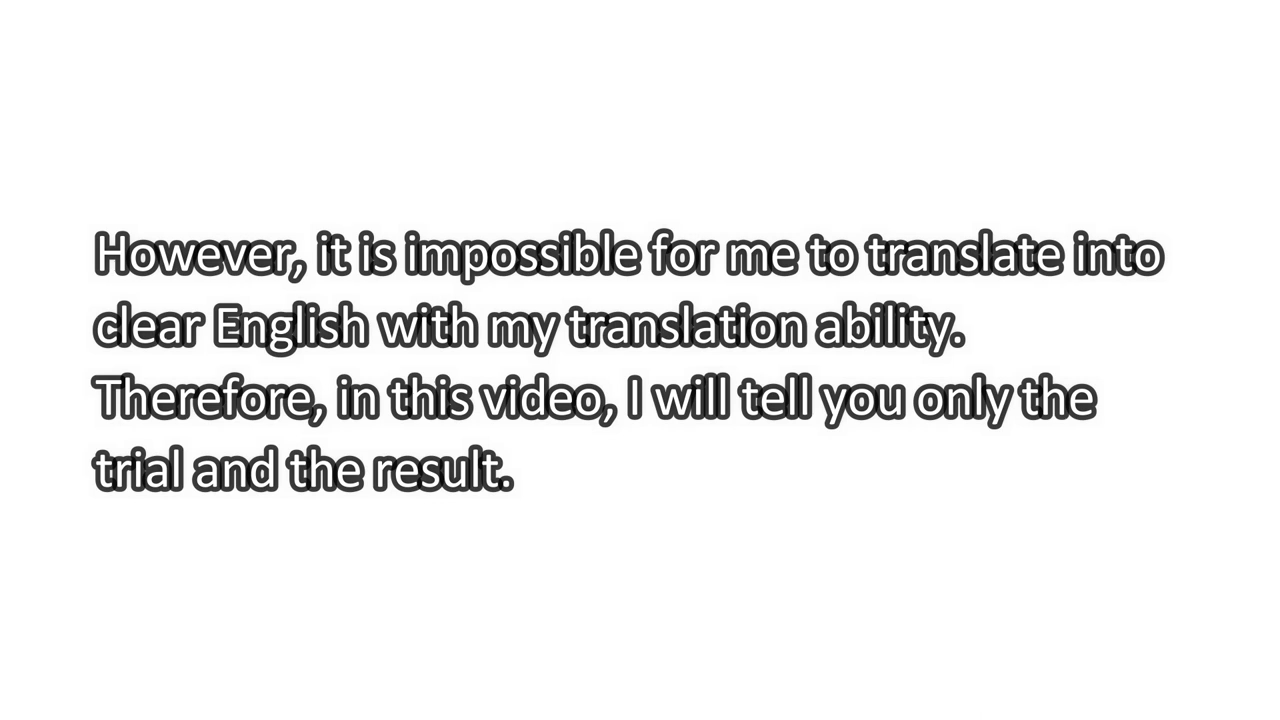 However, it is impossible for me to translate into
clear English with my translation ability.
Therefore, in this video, I will tell you only the
trial and the result.